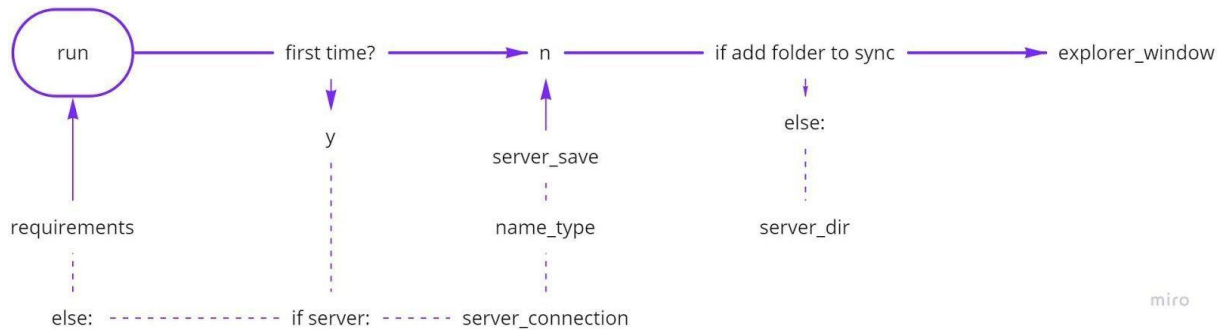 run
first time?
n
if add folder to sync
explorer_window
y
else:
server_save
requirements
name_type
server_dir
else:
if server:
server_connection
miro